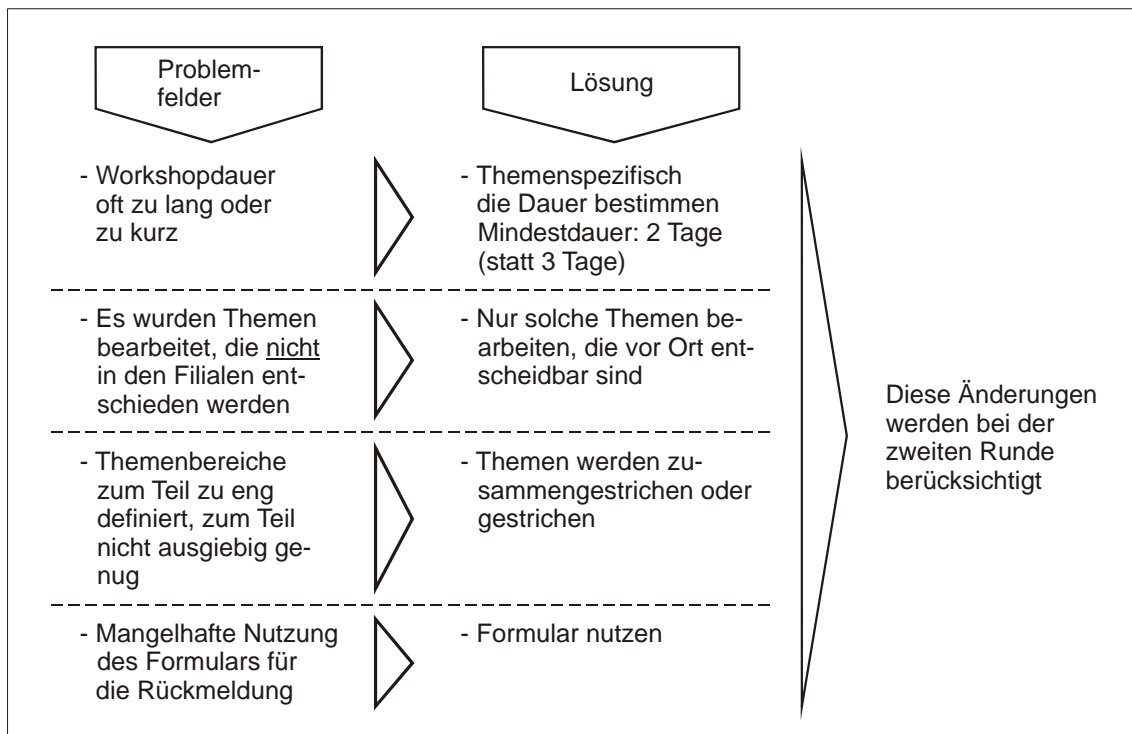 Problem-
felder
Lösung
- Workshopdauer
oft zu lang oder
zu kurz
- Themenspezifisch
die Dauer bestimmen
Mindestdauer: 2 Tage
(statt 3 Tage)
- Es wurden Themen
bearbeitet, die nicht
in den Filialen ent-
schieden werden
- Nur solche Themen be-
arbeiten, die vor Ort ent-
scheidbar sind
- Themenbereiche
zum Teil zu eng
definiert, zum Teil
nicht ausgiebig ge-
nug
- Themen werden zu-
sammengestrichen oder
gestrichen
- Mangelhafte Nutzung
des Formulars für
die Rückmeldung
- Formular nutzen
Diese Änderungen
werden bei der
zweiten Runde
berücksichtigt